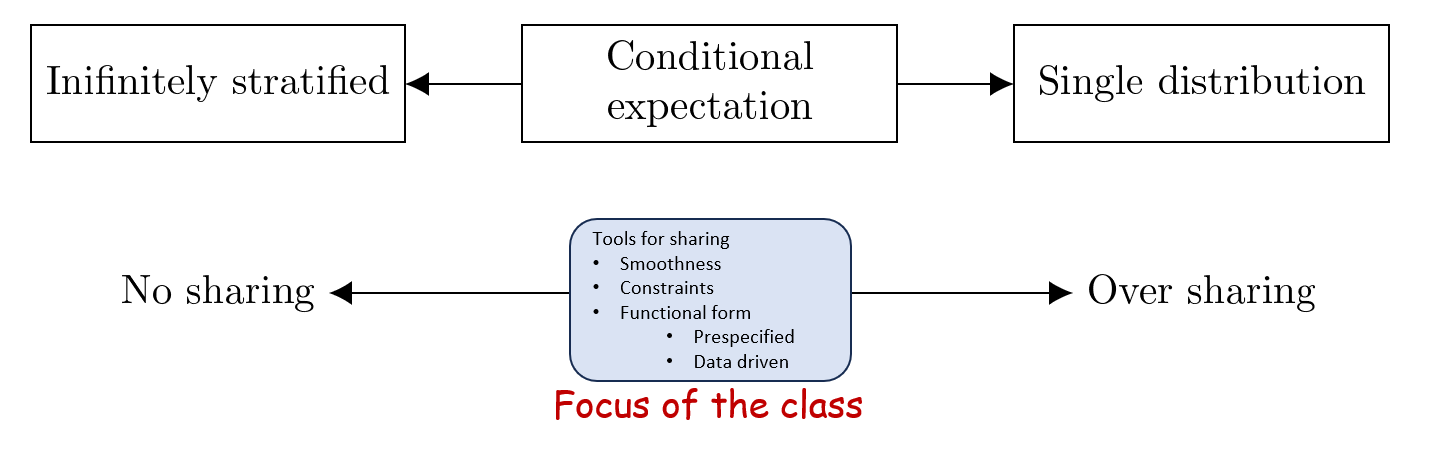 Inifinitely stratified
Conditional
expectation
Single distribution
No sharing
Tools for sharing
• Smoothness
• Constraints
• Functional form
• Prespecified
• Data driven
Over sharing
Focus of the class